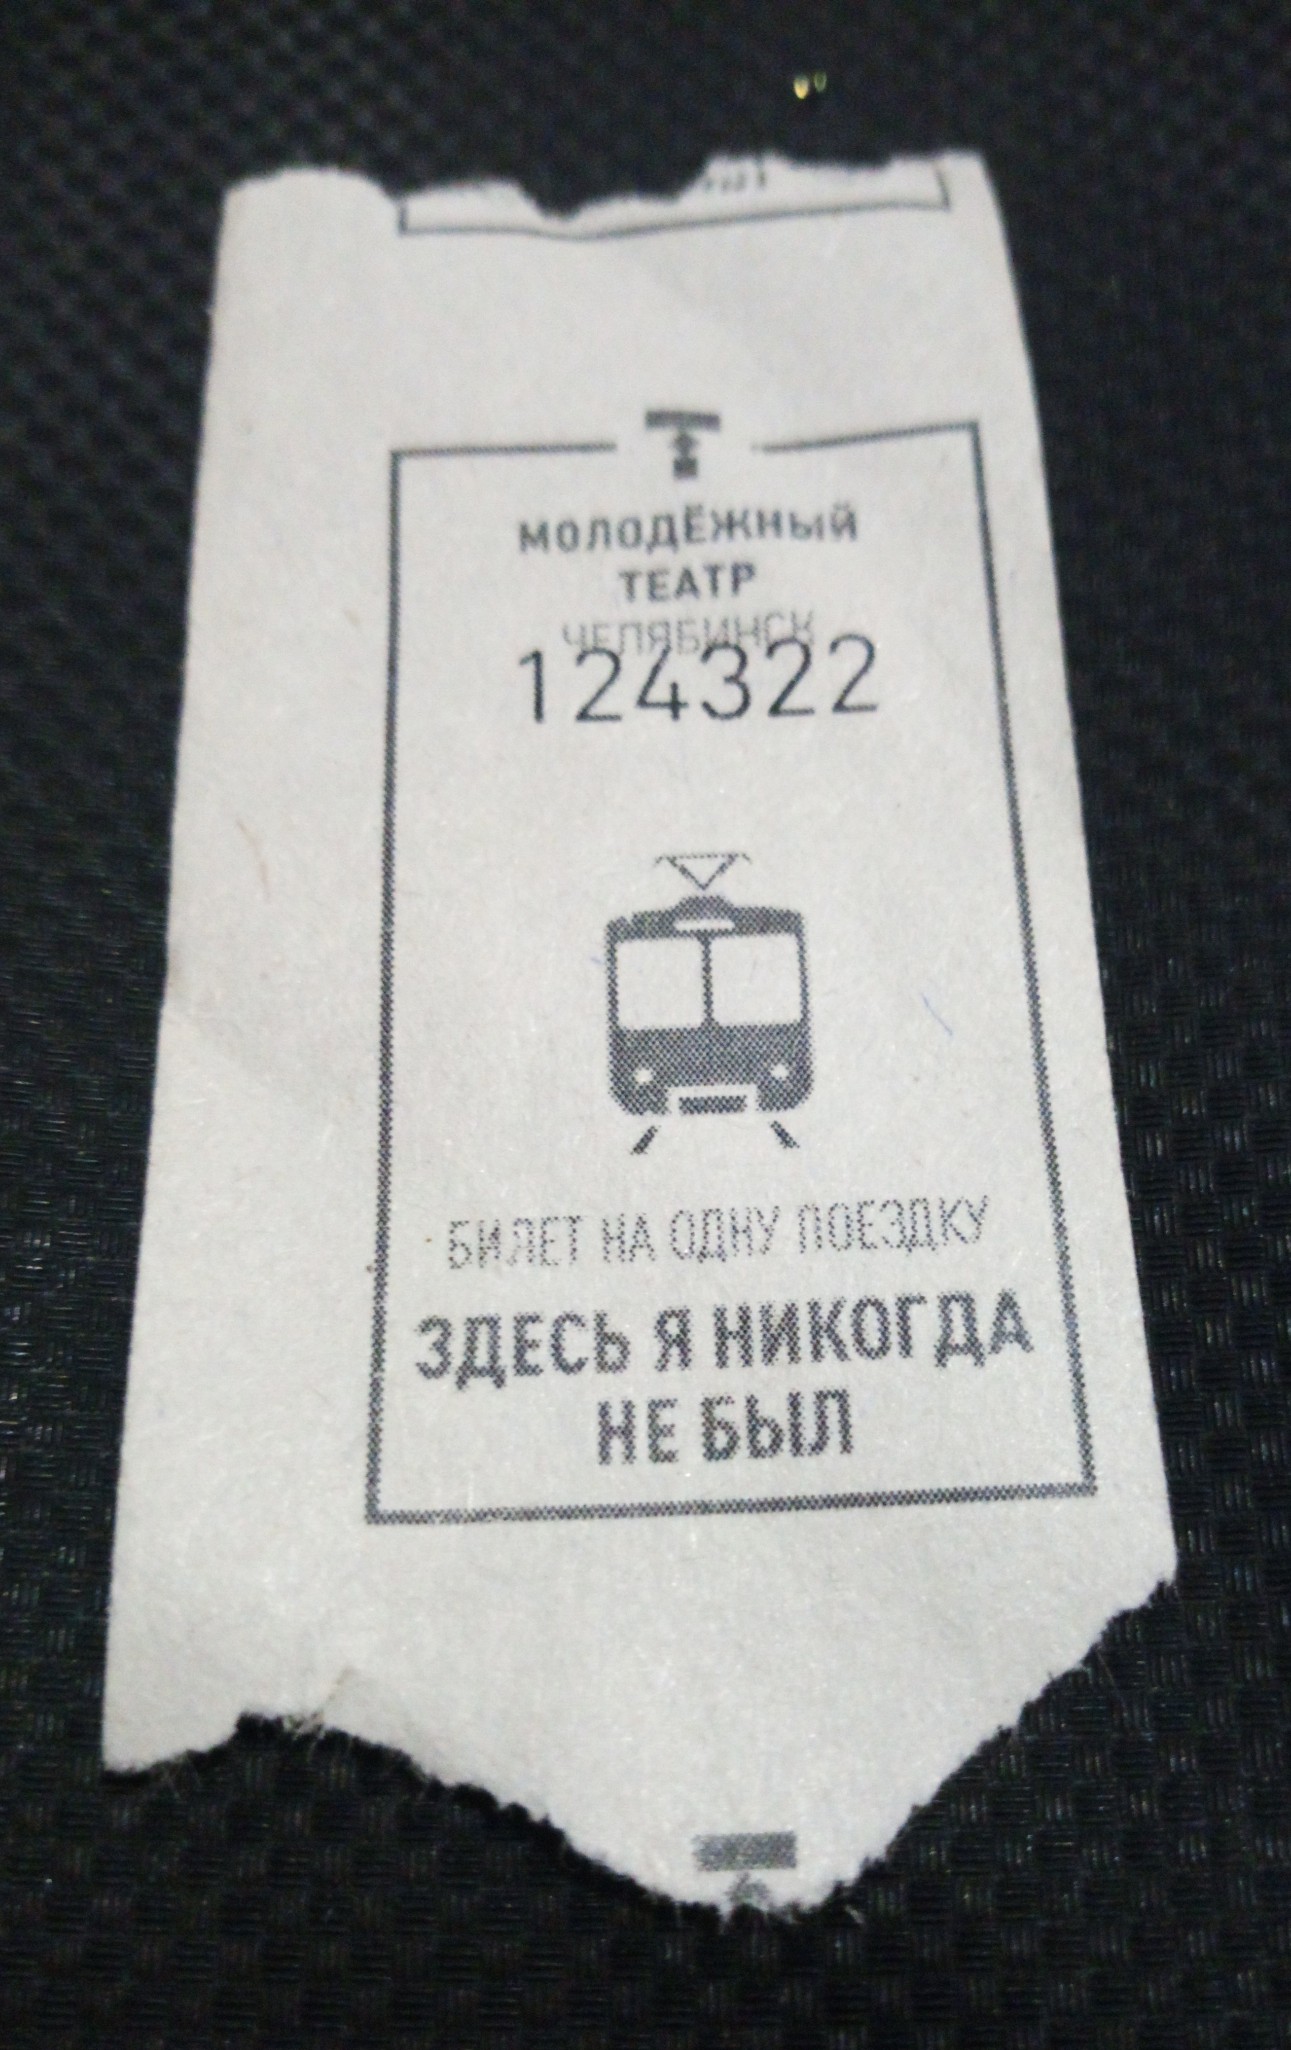 МОЛОДЁЖНЫЙ
ТЕАТР
ЧЕЛЯБИНСК
124322
БИЛЕТ НА ОДНУ ПОЕЗДКУ
ЗДЕСЬ Я НИКОГДА
НЕ БЫЛ